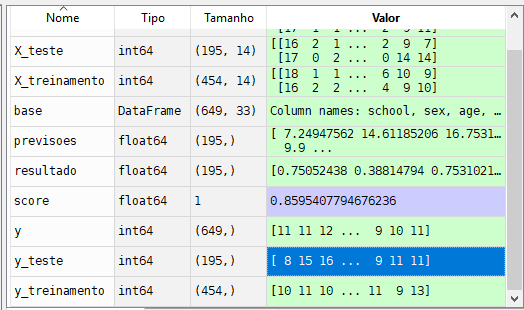 Nome Tipo Tamanho Valor
X_teste int64 (195, 14) [[16 2 1 ... 2 9 7]
[17 0 2 ... 0 14 14]
X_treinamento int64 (454, 14) [[18 1 1 ... 6 10 9]
[16 2 2 ... 4 9 10]
base DataFrame (649, 33) Column names: school, sex, age, …
previsoes float64 (195,) [ 7.24947562 14.61185206 16.7531…
9.9 ...
resultado float64 (195,) [0.75052438 0.38814794 0.7531021…
score float64 1 0.8595407794676236
y int64 (649,) [11 11 12 ... 9 10 11]
y_teste int64 (195,) [ 8 15 16 ... 9 11 11]
y_treinamento int64 (454,) [10 11 10 ... 11 9 13]